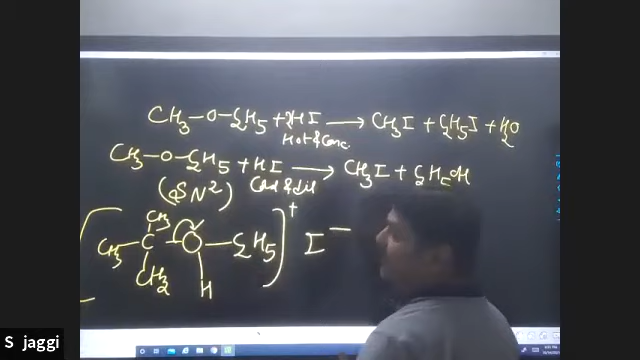 CH3-O-C2H5 + 2HI → CH3I + C2H5I + H2O
Hot & Conc.
CH3-O-C2H5 + HI → CH3I + C2H5OH
(SN2) Cold & dil
CH3 +
CH3-C-O-C2H5 I-
CH3 H
S jaggi